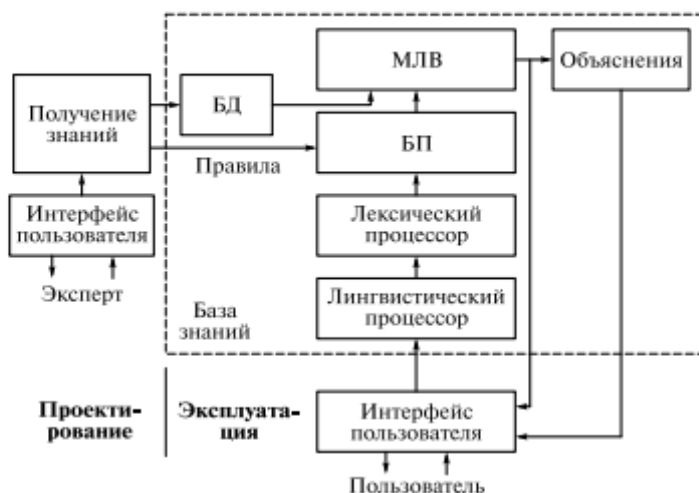 МЛВ
Объяснения
Получение
знаний
БД
БП
Правила
Интерфейс
пользователя
Лексический
процессор
Эксперт
База
знаний
Лингвистический
процессор
Проекти-
рование
Эксплуата-
ция
Интерфейс
пользователя
Пользователь